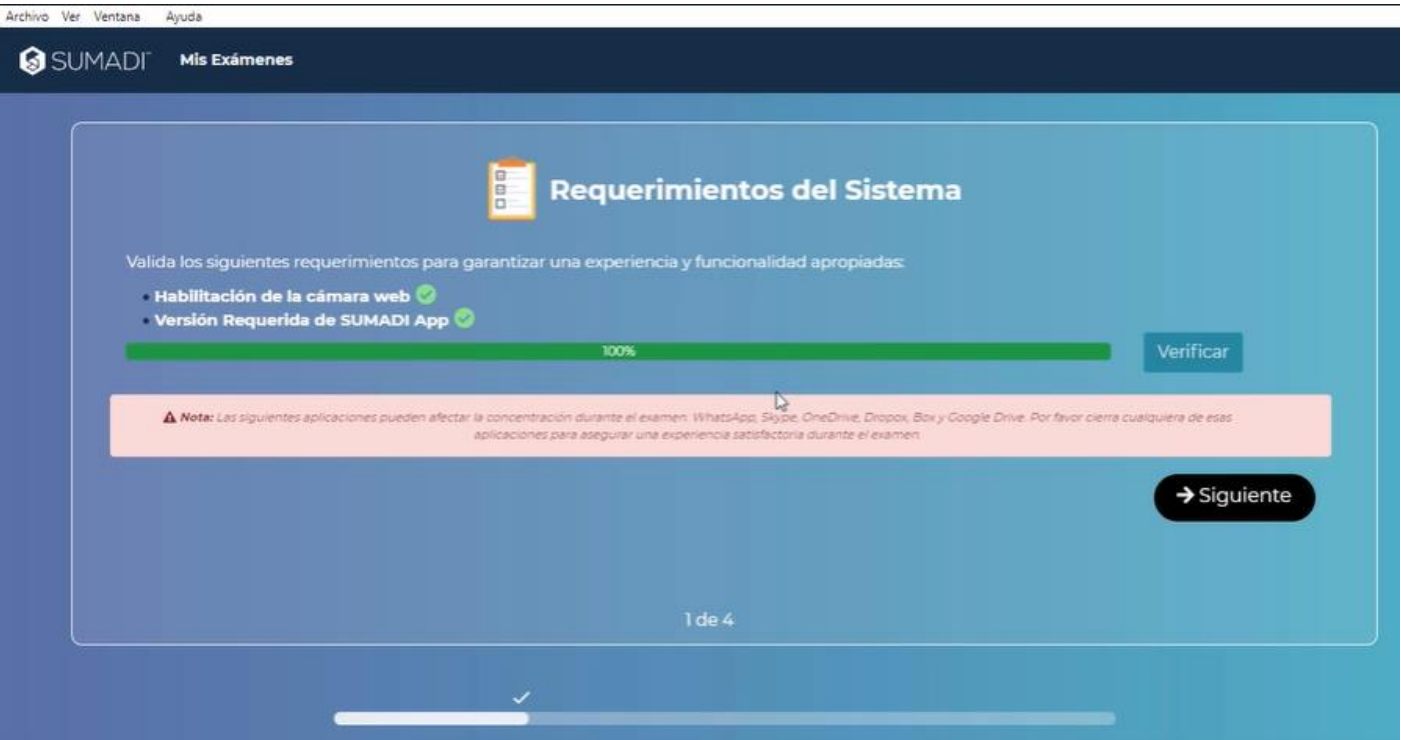 Archivo Ver Ventana Ayuda
SUMADI Mis Exámenes
Requerimientos del Sistema
Valida los siguientes requerimientos para garantizar una experiencia y funcionalidad apropiadas:
Habilitación de la cámara web
Versión Requerida de SUMADI App
100%
Verificar
Nota: Las siguientes aplicaciones pueden afectar la concentración durante el examen: WhatsApp, Skype, OneDrive, Dropox, Box y Google Drive. Por favor cierra cualquiera de esas
aplicaciones para asegurar una experiencia satisfactoria durante el examen.
Siguiente
1 de 4